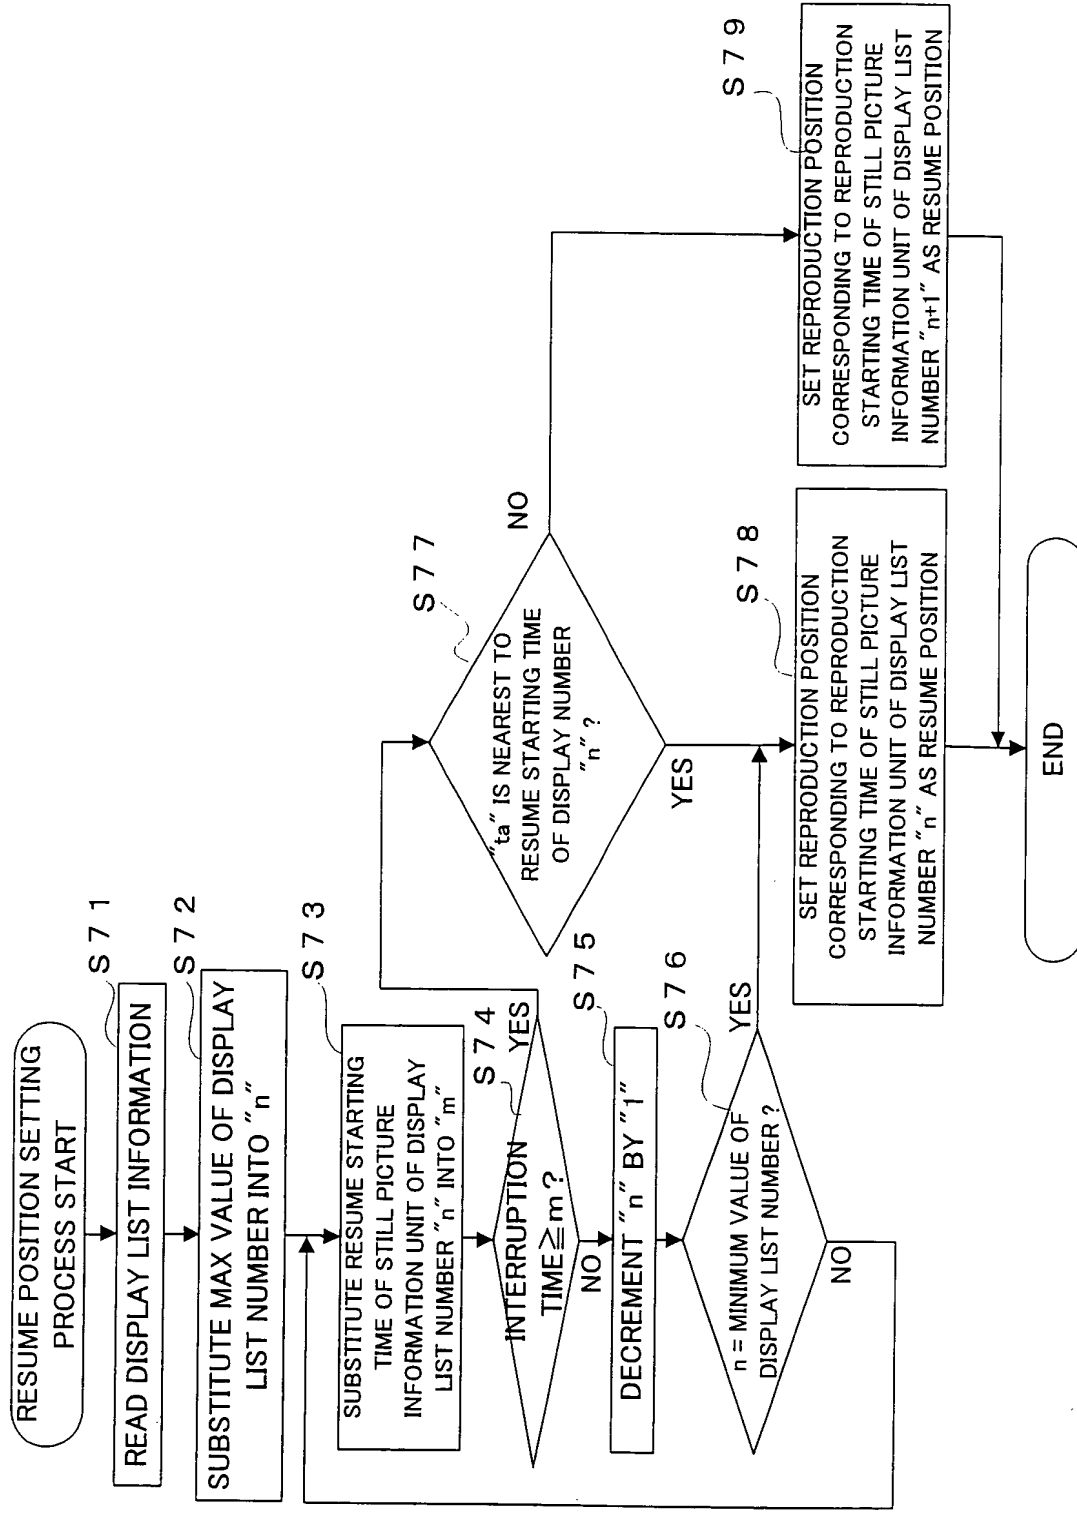 RESUME POSITION SETTING
PROCESS START
S71
READ DISPLAY LIST INFORMATION
S72
SUBSTITUTE MAX VALUE OF DISPLAY
LIST NUMBER INTO "n"
S73
SUBSTITUTE RESUME STARTING
TIME OF STILL PICTURE
INFORMATION UNIT OF DISPLAY
LIST NUMBER "n" INTO "m"
S74
INTERRUPTION
TIME≧m?
YES
NO
S75
DECREMENT "n" BY "1"
S76
n = MINIMUM VALUE OF
DISPLAY LIST NUMBER?
YES
NO
S77
"ta" IS NEAREST TO
RESUME STARTING TIME
OF DISPLAY NUMBER
"n"?
NO
YES
S78
SET REPRODUCTION POSITION
CORRESPONDING TO REPRODUCTION
STARTING TIME OF STILL PICTURE
INFORMATION UNIT OF DISPLAY LIST
NUMBER "n" AS RESUME POSITION
S79
SET REPRODUCTION POSITION
CORRESPONDING TO REPRODUCTION
STARTING TIME OF STILL PICTURE
INFORMATION UNIT OF DISPLAY LIST
NUMBER "n+1" AS RESUME POSITION
END